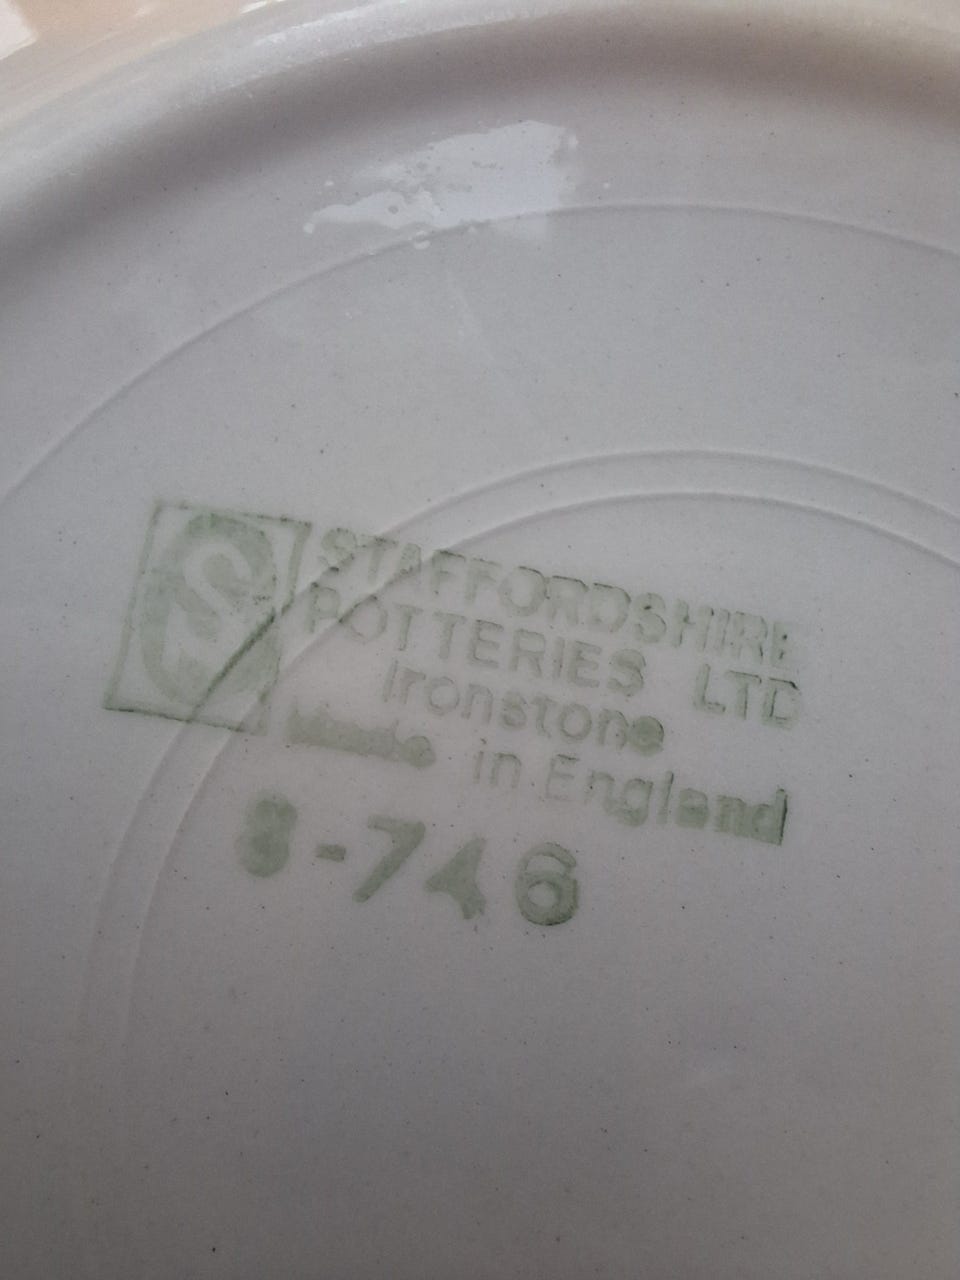 STAFFORDSHIRE
POTTERIES LTD
Ironstone
Made in England
8-746